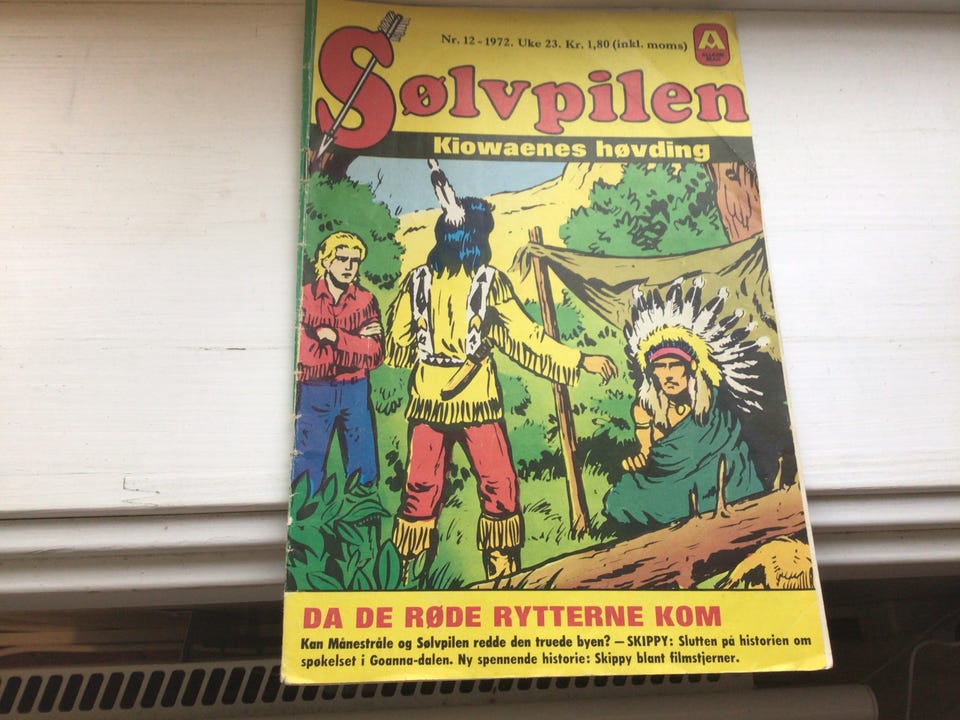 Nr. 12 - 1972. Uke 23. Kr. 1,80 (inkl. moms)
A
Sølvpilen
Kiowaenes høvding
DA DE RØDE RYTTERNE KOM
Kan Månestråle og Sølvpilen redde den truede byen? — SKIPPY: Slutten på historien om
spøkelset i Goanna-dalen. Ny spennende historie: Skippy blant filmstjerner.